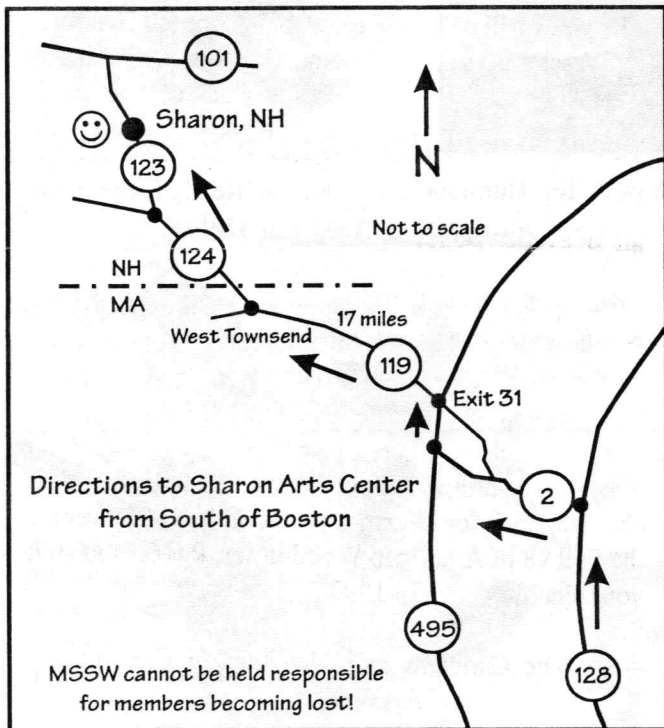 101
Sharon, NH
123
N
Not to scale
124
NH
MA
West Townsend
17 miles
119
Exit 31
2
Directions to Sharon Arts Center
from South of Boston
495
128
MSSW cannot be held responsible
for members becoming lost!